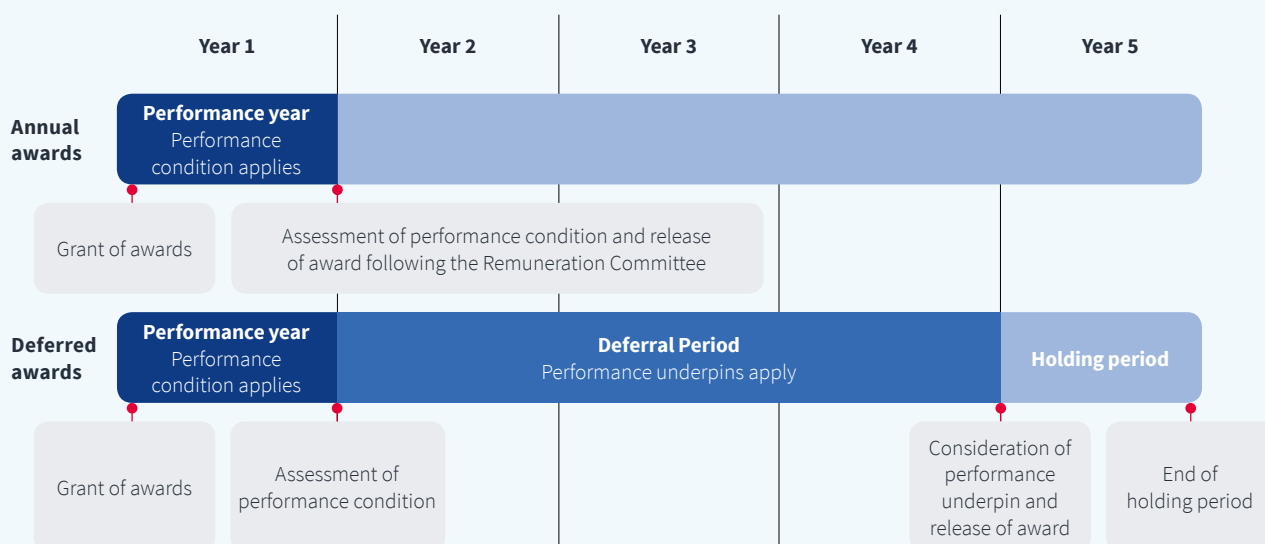 Year 1
Year 2
Year 3
Year 4
Year 5
Annual
awards
Performance year
Performance
condition applies
Grant of awards
Assessment of performance condition and release
of award following the Remuneration Committee
Deferred
awards
Performance year
Performance
condition applies
Deferral Period
Performance underpins apply
Holding period
Grant of awards
Assessment of
performance condition
Consideration of
performance
underpin and
release of award
End of
holding period